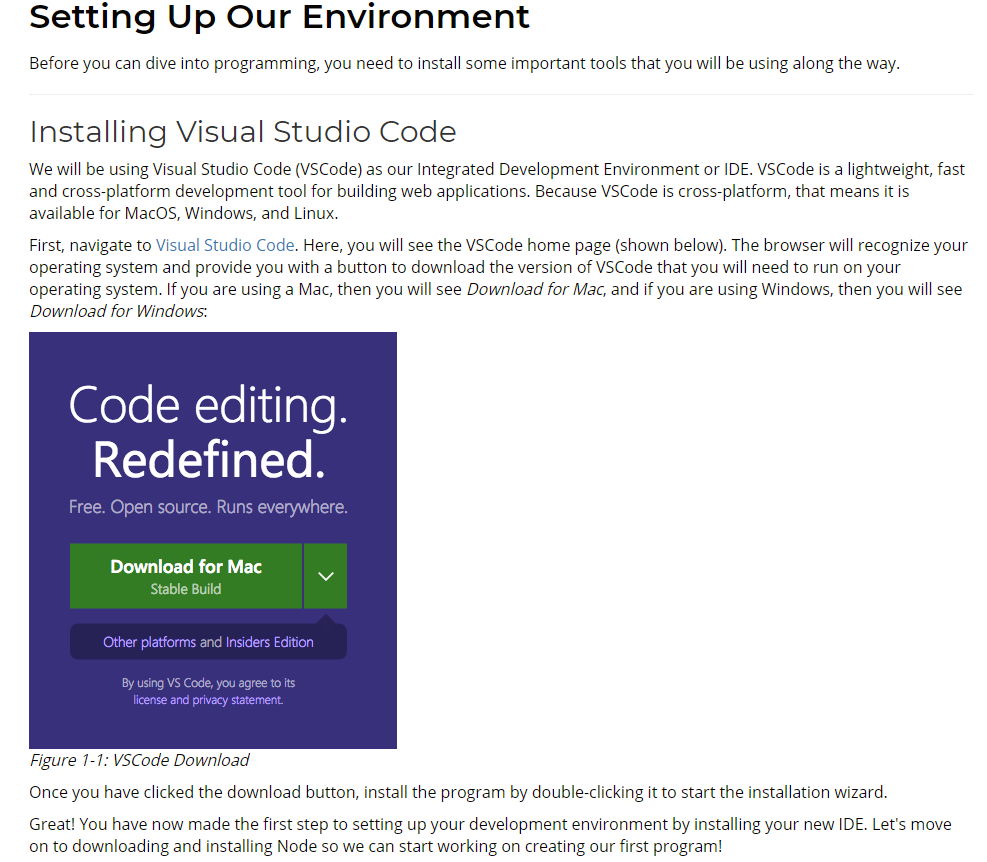 Setting Up Our Environment
Before you can dive into programming, you need to install some important tools that you will be using along the way.
Installing Visual Studio Code
We will be using Visual Studio Code (VSCode) as our Integrated Development Environment or IDE. VSCode is a lightweight, fast
and cross-platform development tool for building web applications. Because VSCode is cross-platform, that means it is
available for MacOS, Windows, and Linux.
First, navigate to Visual Studio Code. Here, you will see the VSCode home page (shown below). The browser will recognize your
operating system and provide you with a button to download the version of VSCode that you will need to run on your
operating system. If you are using a Mac, then you will see Download for Mac, and if you are using Windows, then you will see
Download for Windows:
Code editing.
Redefined.
Free. Open source. Runs everywhere.
Download for Mac
Stable Build
Other platforms and Insiders Edition
By using VS Code, you agree to its
license and privacy statement.
Figure 1-1: VSCode Download
Once you have clicked the download button, install the program by double-clicking it to start the installation wizard.
Great! You have now made the first step to setting up your development environment by installing your new IDE. Let's move
on to downloading and installing Node so we can start working on creating our first program!